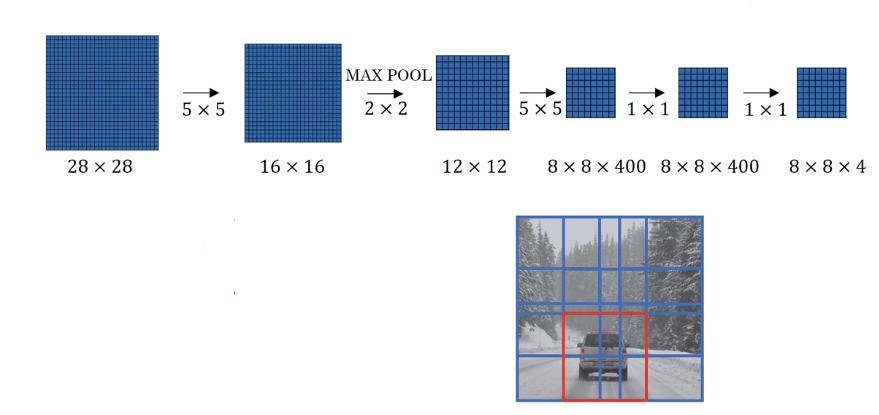 MAX POOL
5 × 5
2 × 2
5 × 5
1 × 1
1 × 1
28 × 28
16 × 16
12 × 12
8 × 8 × 400
8 × 8 × 400
8 × 8 × 4